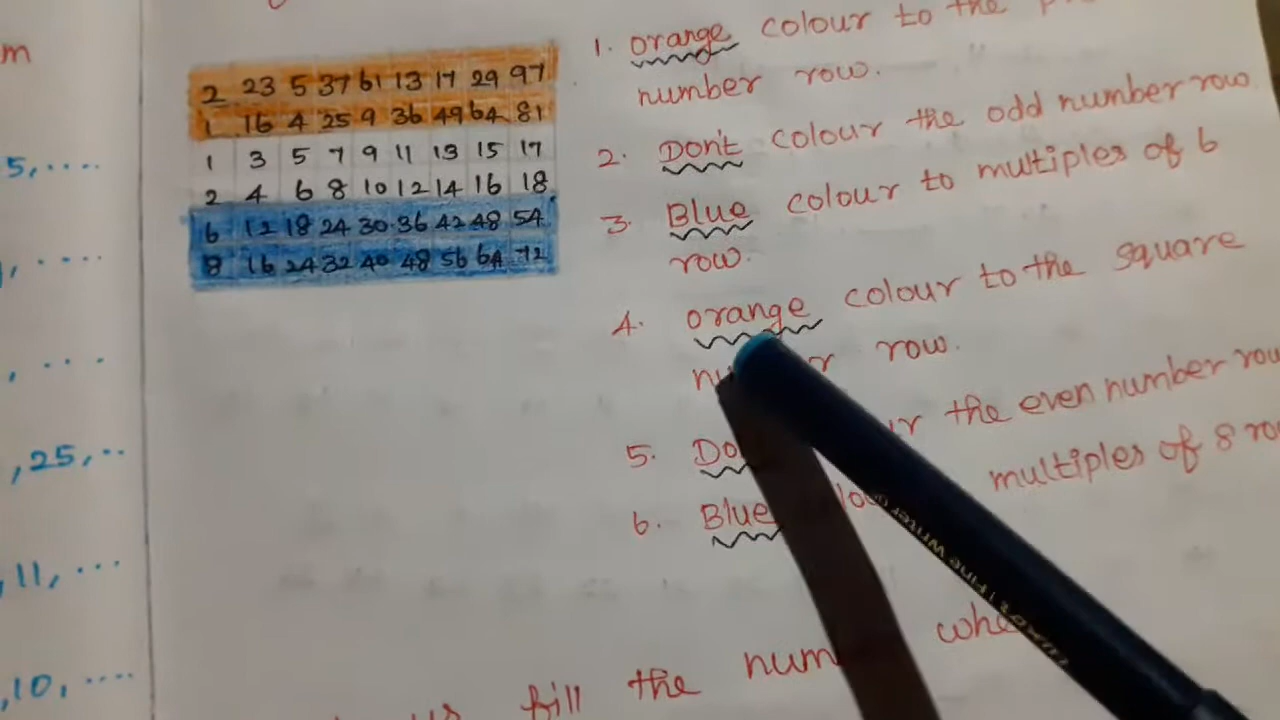 m
5,....
, ....
, ....
,25,..
,11,...
,10,....
2 23 5 37 61 13 17 29 97
1 16 4 25 9 36 49 64 81
1 3 5 7 9 11 13 15 17
2 4 6 8 10 12 14 16 18
6 12 18 24 30 36 42 48 54
8 16 24 32 40 48 56 64 72
1. orange colour to the
number row.
2. Don't colour the odd number row
3. Blue colour to multiples of 6
row.
4. orange colour to the square
row.
5. the even number row
6. Blue multiples of 8
fill the